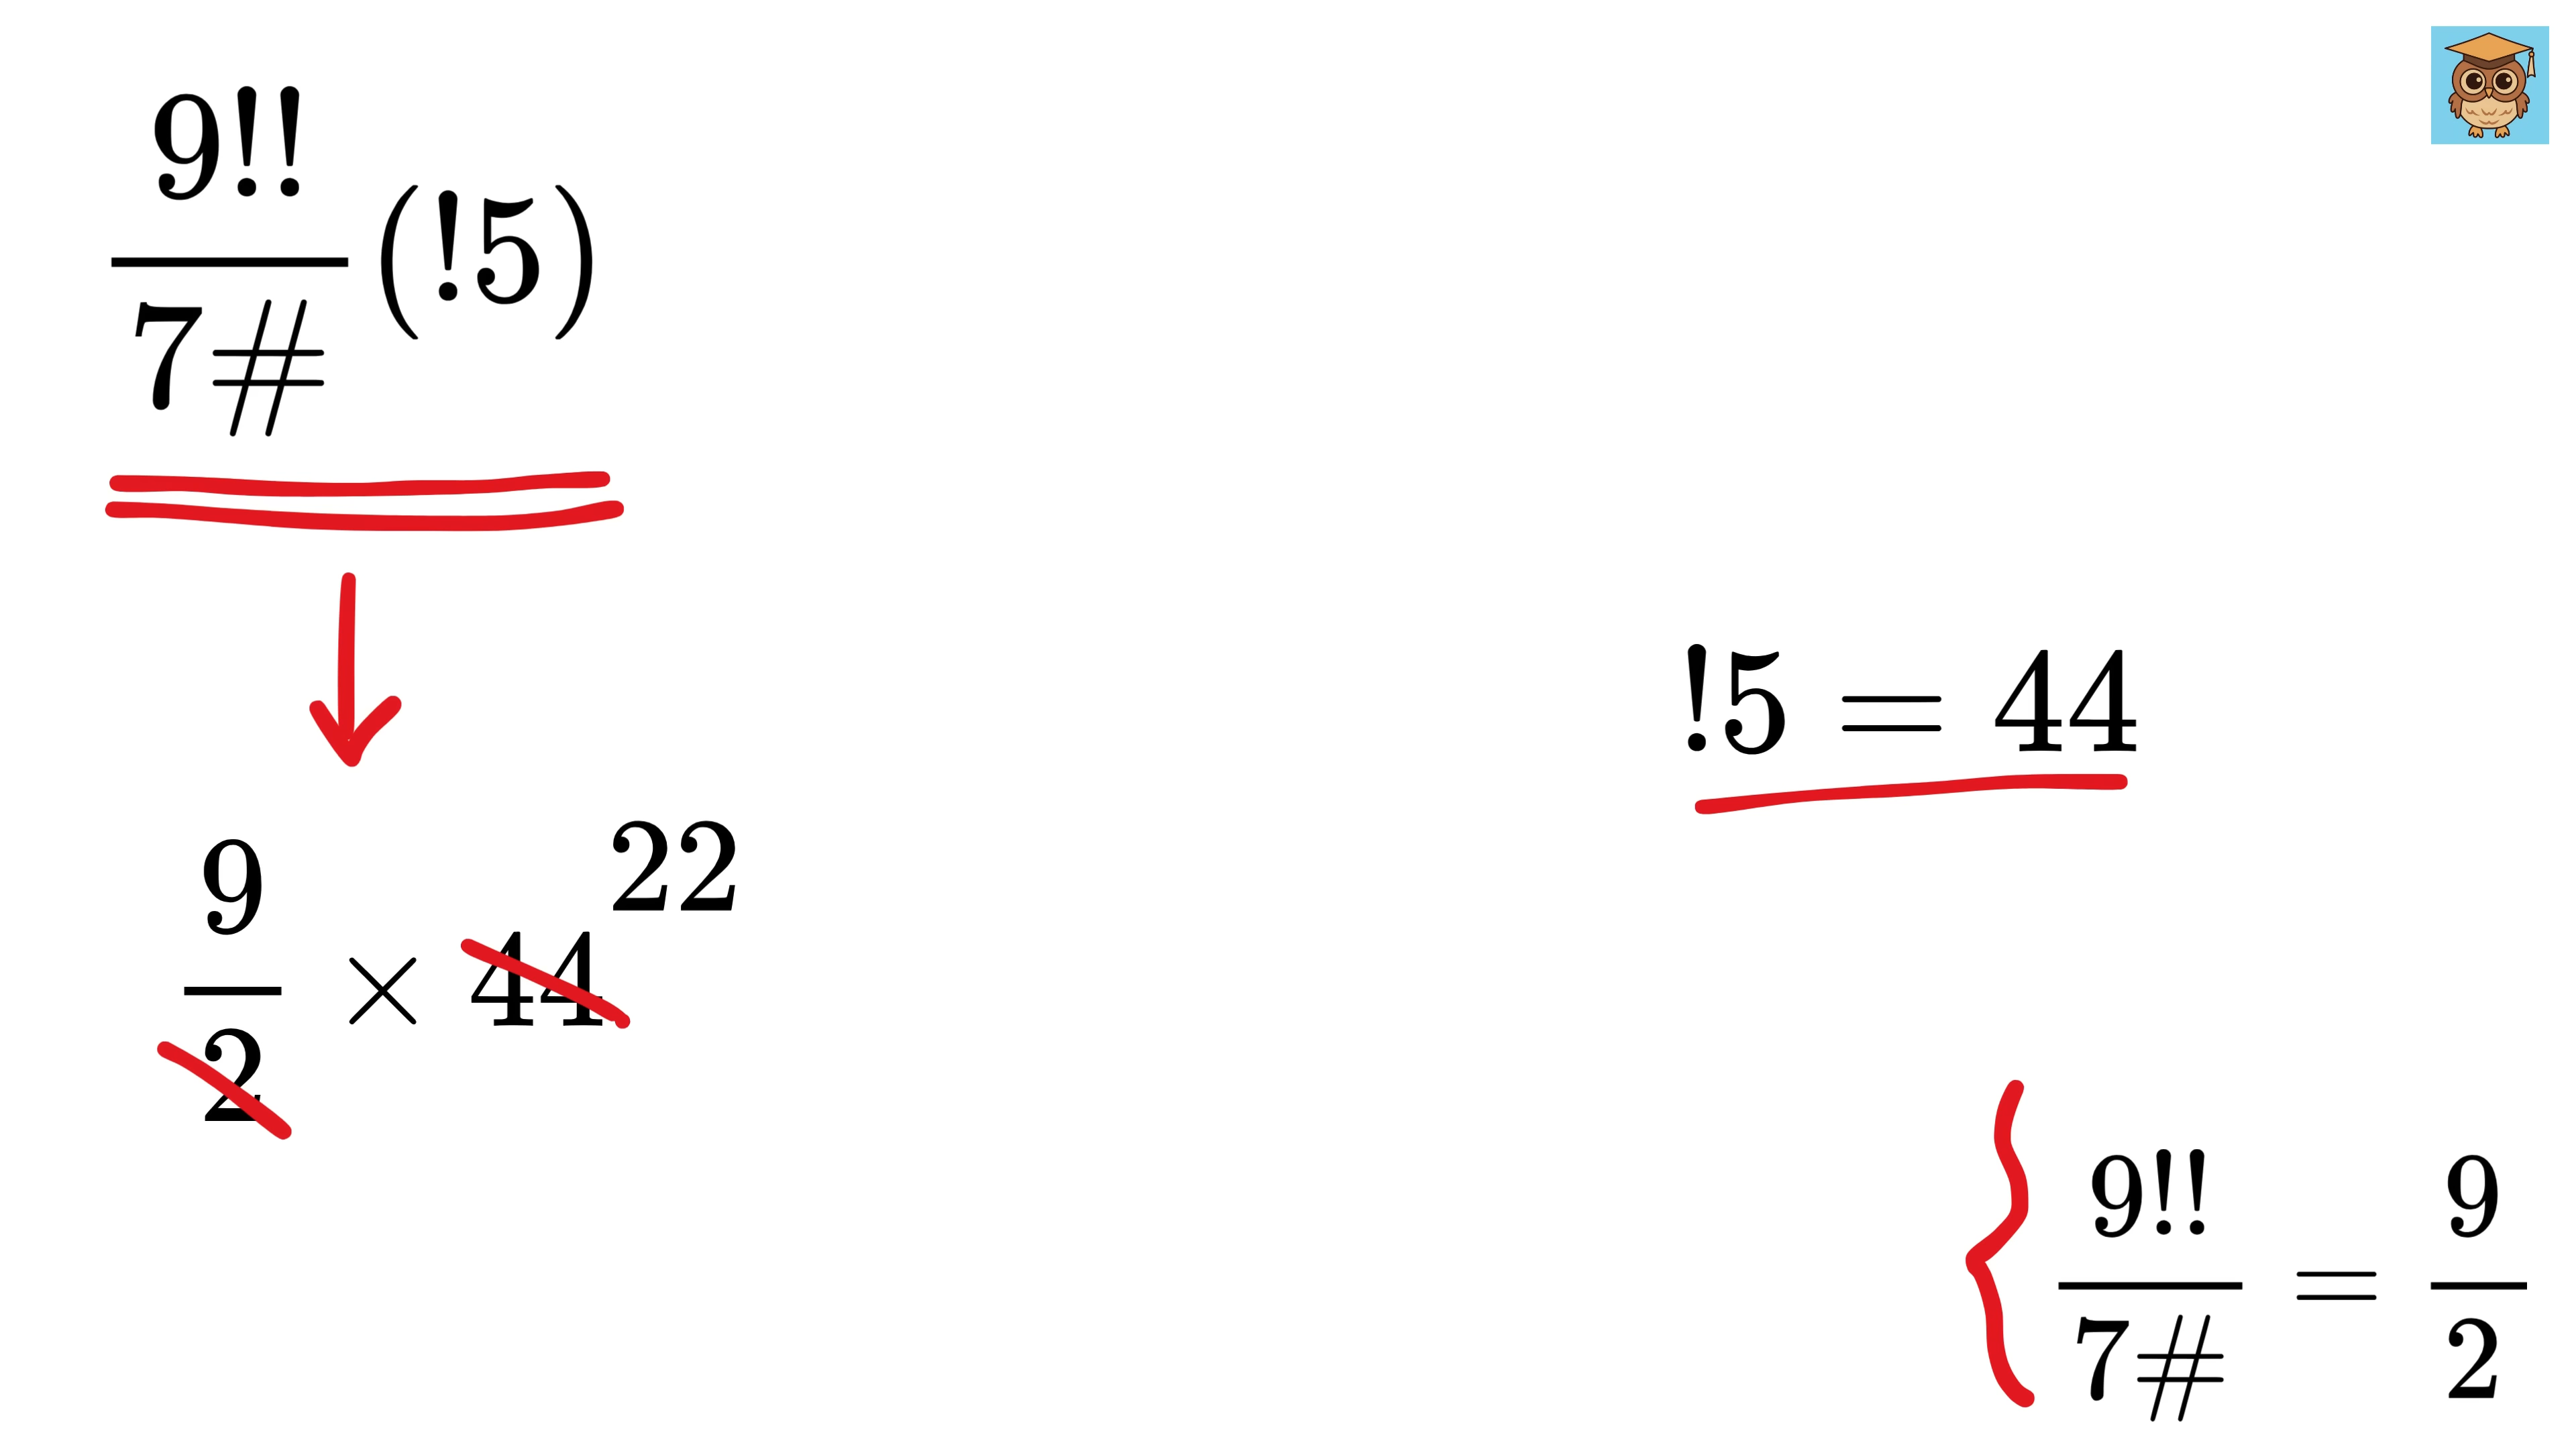 9!!
—— (!5)
7#
!5 = 44
22
9
— × 44
2
9!!   9
—— = —
7#   2